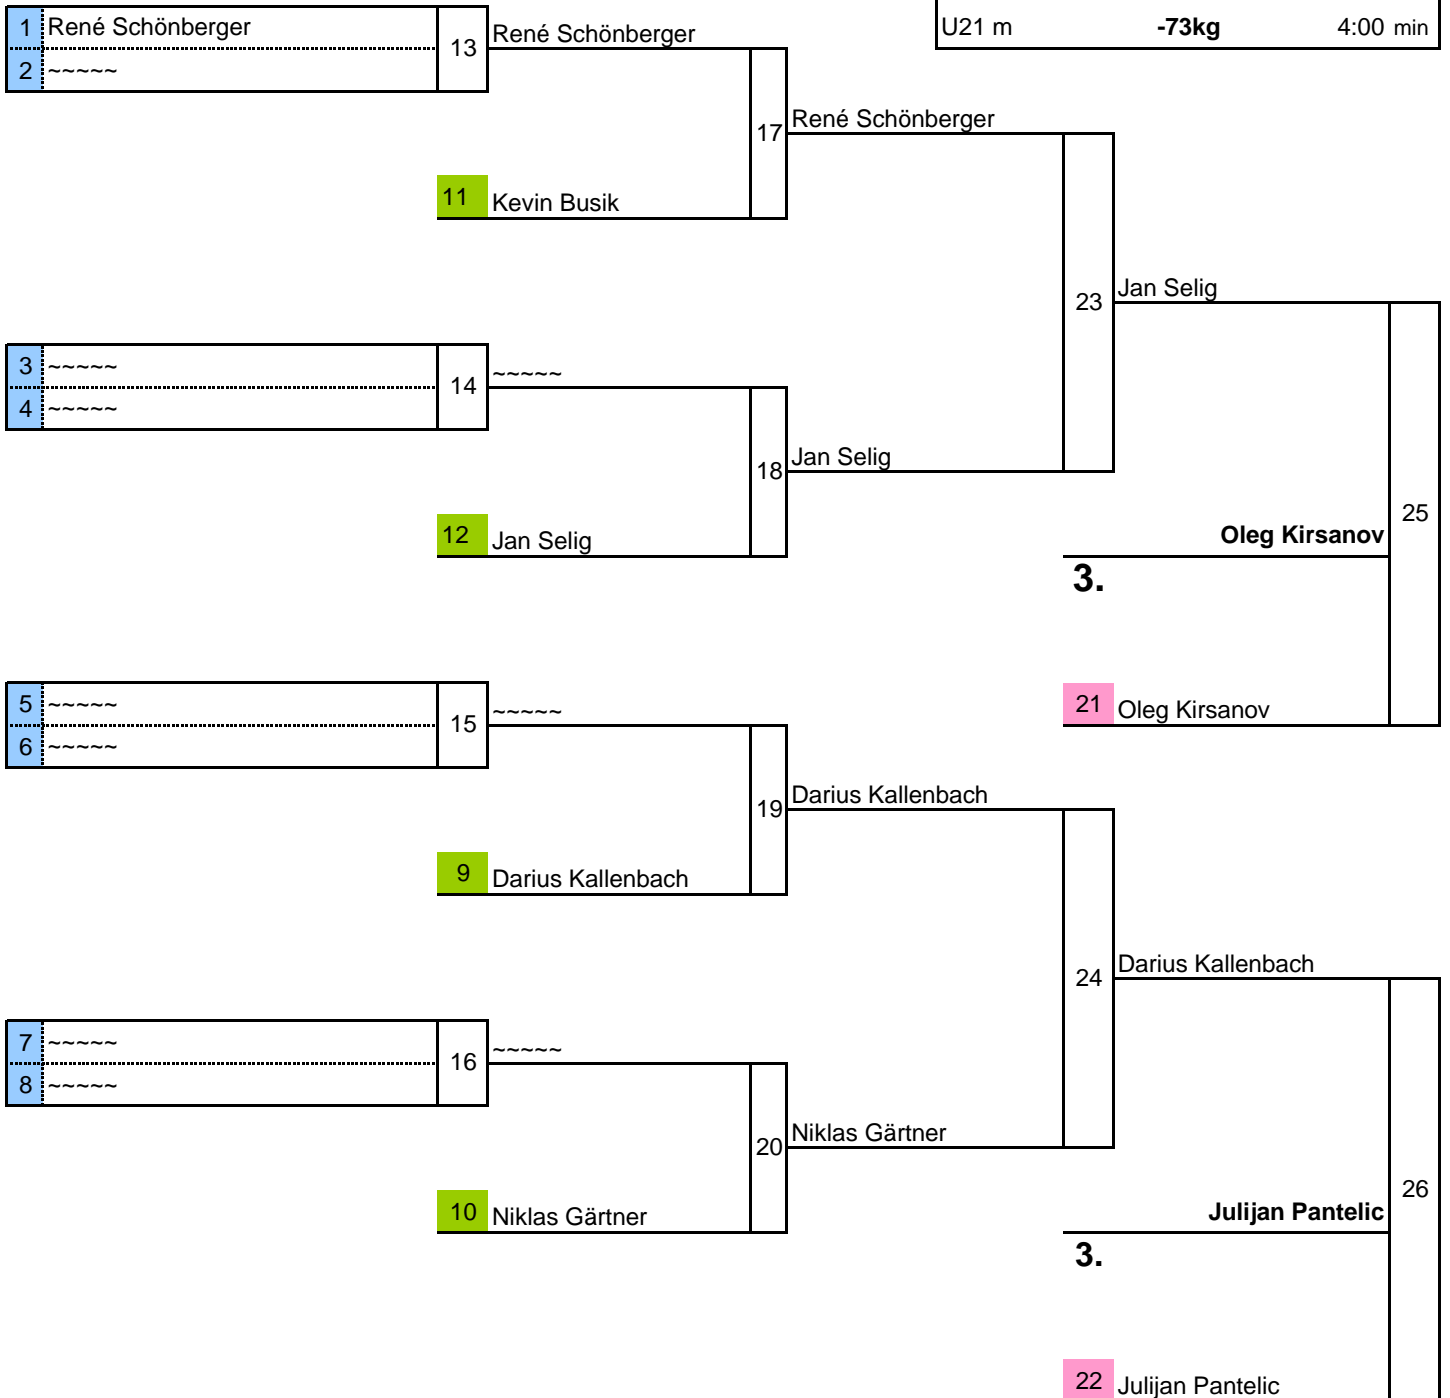 U21 m -73kg 4:00 min
1 René Schönberger
2 ~~~~~
13 René Schönberger
17 René Schönberger
11 Kevin Busik
23 Jan Selig
3 ~~~~~
4 ~~~~~
14 ~~~~~
18 Jan Selig
12 Jan Selig
25
Oleg Kirsanov
3.
21 Oleg Kirsanov
5 ~~~~~
6 ~~~~~
15 ~~~~~
19 Darius Kallenbach
9 Darius Kallenbach
24 Darius Kallenbach
7 ~~~~~
8 ~~~~~
16 ~~~~~
20 Niklas Gärtner
10 Niklas Gärtner
26
Julijan Pantelic
3.
22 Julijan Pantelic